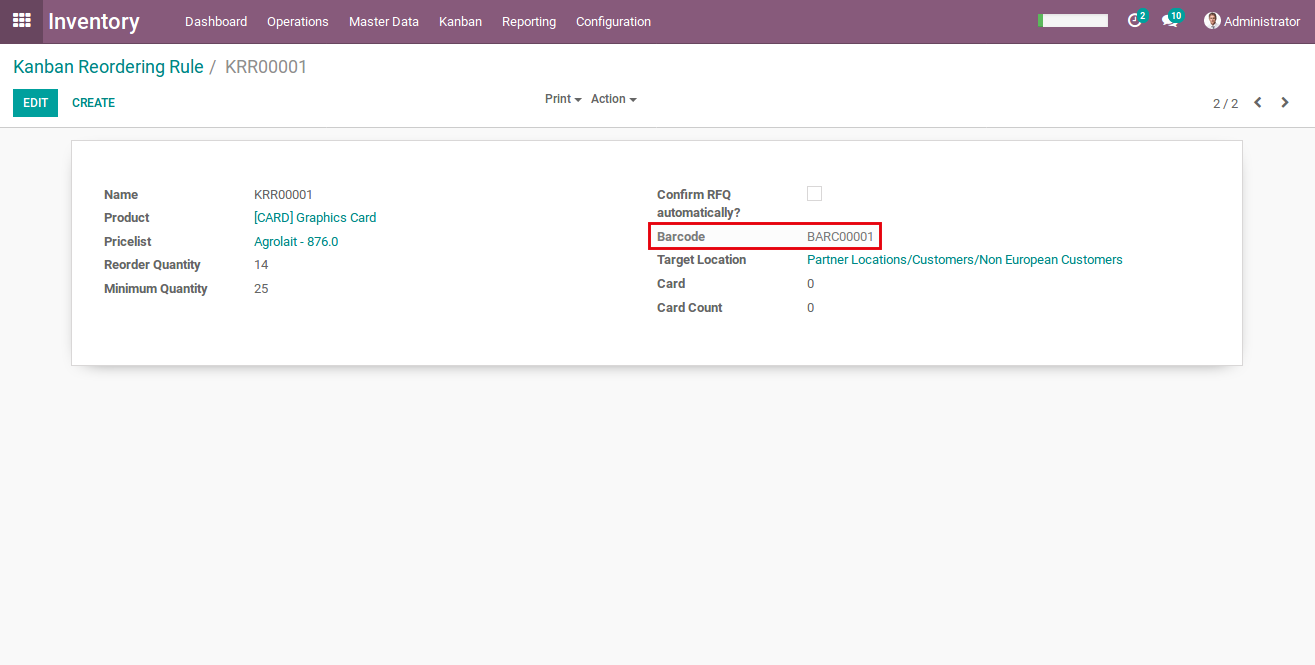 Inventory Dashboard Operations Master Data Kanban Reporting Configuration 2 10 Administrator
Kanban Reordering Rule / KRR00001
EDIT CREATE Print Action 2 / 2
Name KRR00001
Product [CARD] Graphics Card
Pricelist Agrolait - 876.0
Reorder Quantity 14
Minimum Quantity 25
Confirm RFQ
automatically?
Barcode BARC00001
Target Location Partner Locations/Customers/Non European Customers
Card 0
Card Count 0